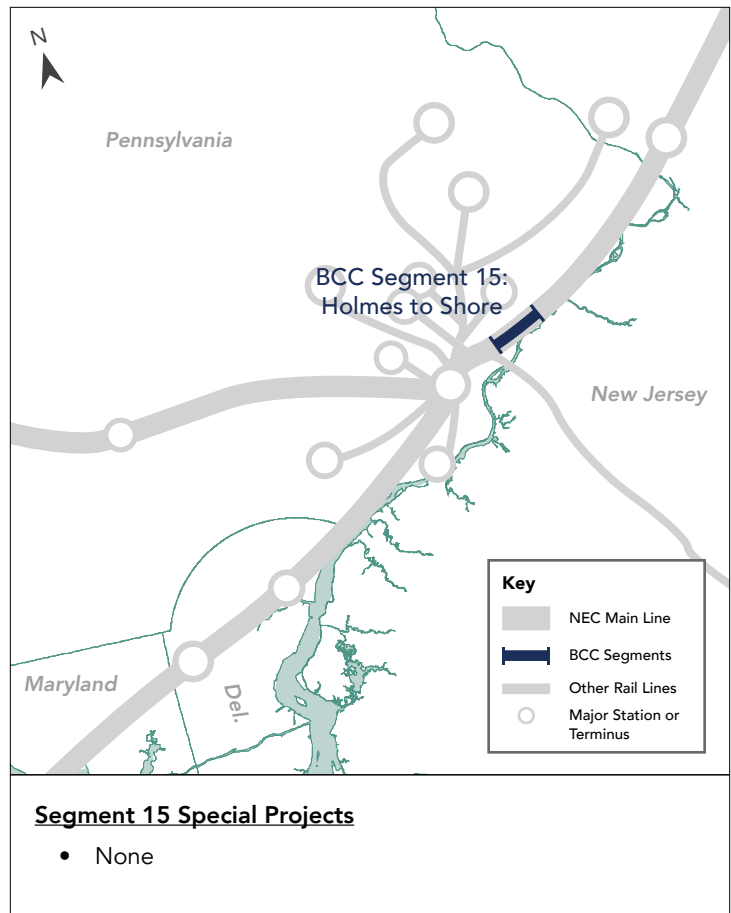 N
Pennsylvania
BCC Segment 15:
Holmes to Shore
New Jersey
Maryland
Del.
Key
NEC Main Line
BCC Segments
Other Rail Lines
Major Station or
Terminus
Segment 15 Special Projects
• None